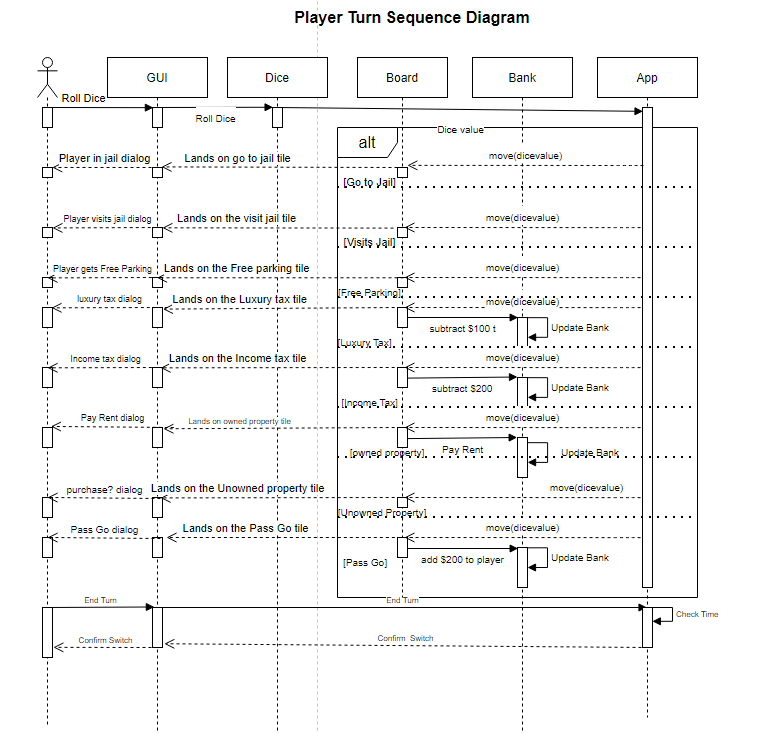 Player Turn Sequence Diagram
GUI
Dice
Board
Bank
App
Roll Dice
Roll Dice
Dice value
alt
Player in jail dialog
Lands on go to jail tile
move(dicevalue)
[Go to Jail]
Player visits jail dialog
Lands on the visit jail tile
move(dicevalue)
[Visits Jail]
Player gets Free Parking
Lands on the Free parking tile
move(dicevalue)
[Free Parking]
luxury tax dialog
Lands on the Luxury tax tile
move(dicevalue)
subtract $100 t
Update Bank
[Luxury Tax]
Income tax dialog
Lands on the Income tax tile
move(dicevalue)
subtract $200
Update Bank
[Income Tax]
Pay Rent dialog
Lands on owned property tile
move(dicevalue)
[owned property]
Pay Rent
Update Bank
purchase? dialog
Lands on the Unowned property tile
move(dicevalue)
[Unowned Property]
Pass Go dialog
Lands on the Pass Go tile
move(dicevalue)
[Pass Go]
add $200 to player
Update Bank
End Turn
End Turn
Check Time
Confirm Switch
Confirm Switch